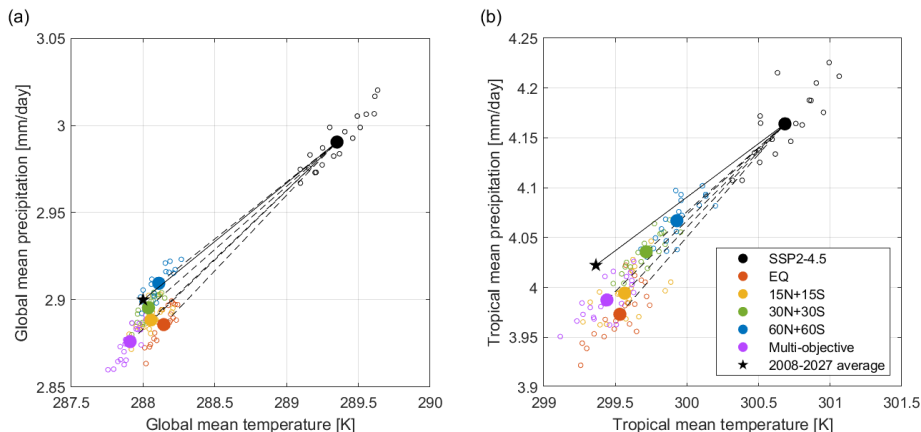 (a)
3.05
3
2.95
2.9
2.85
287.5
288
288.5
289
289.5
290
Global mean precipitation [mm/day]
Global mean temperature [K]
(b)
4.25
4.2
4.15
4.1
4.05
4
3.95
3.9
299
299.5
300
300.5
301
301.5
Tropical mean precipitation [mm/day]
Tropical mean temperature [K]
SSP2-4.5
EQ
15N+15S
30N+30S
60N+60S
Multi-objective
2008-2027 average